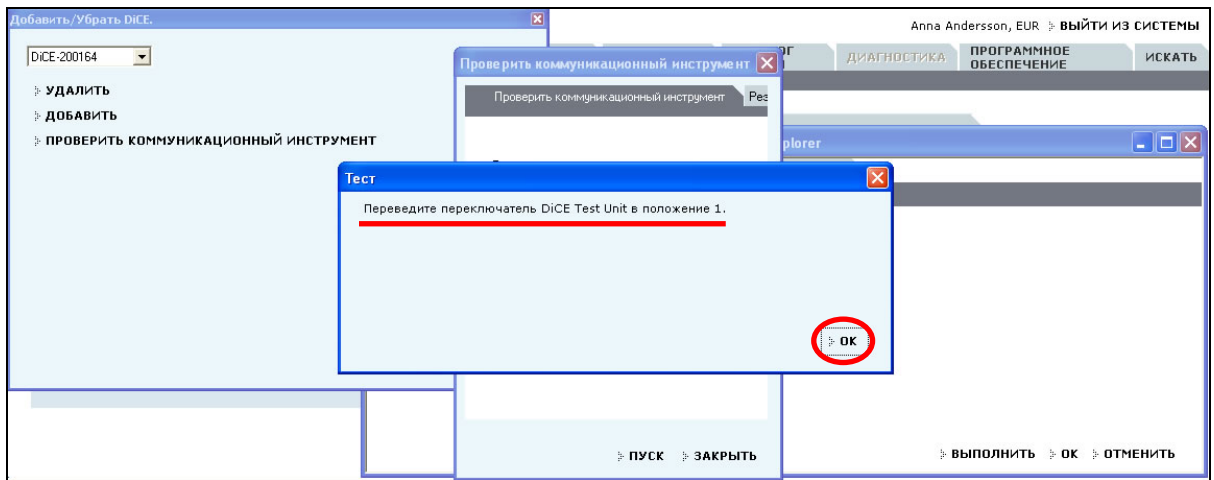 Добавить/Убрать DiCE.
DiCE-200164
УДАЛИТЬ
ДОБАВИТЬ
ПРОВЕРИТЬ КОММУНИКАЦИОННЫЙ ИНСТРУМЕНТ
Anna Andersson, EUR ВЫЙТИ ИЗ СИСТЕМЫ
ДИАГНОСТИКА
ПРОГРАММНОЕ
ОБЕСПЕЧЕНИЕ
ИСКАТЬ
Проверить коммуникационный инструмент
Проверить коммуникационный инструмент
Тест
Переведите переключатель DiCE Test Unit в положение 1.
OK
ПУСК ЗАКРЫТЬ
ВЫПОЛНИТЬ OK ОТМЕНИТЬ